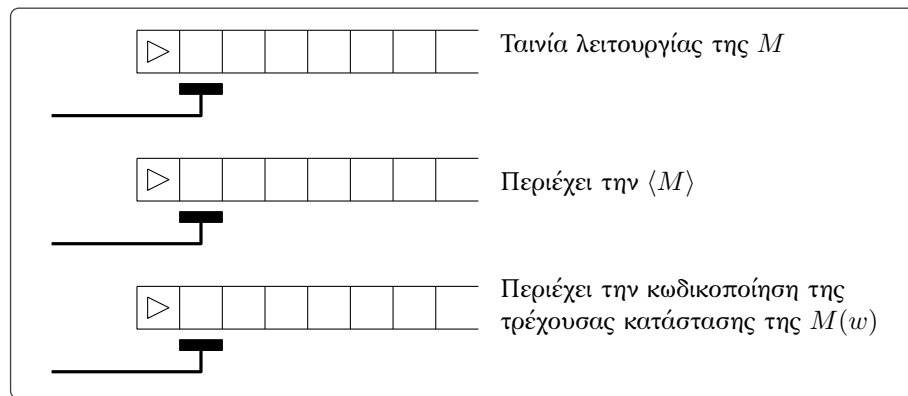 Ταινία λειτουργίας της M
Περιέχει την ⟨M⟩
Περιέχει την κωδικοποίηση της
τρέχουσας κατάστασης της M(w)